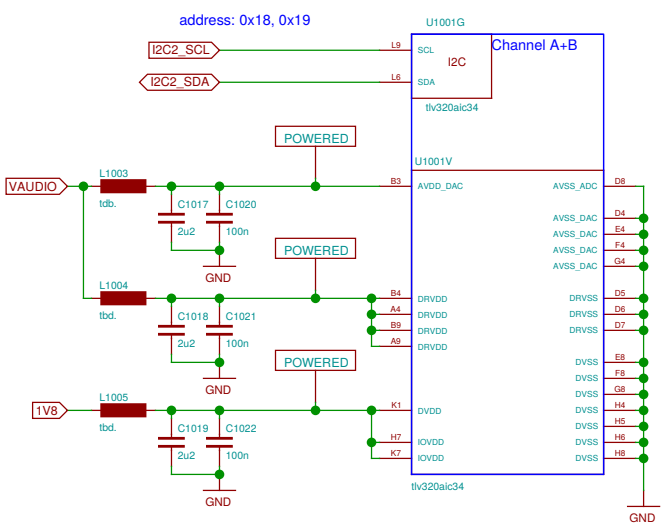 address: 0x18, 0x19
U1001G
I2C2_SCL
L9
SCL
Channel A+B
I2C
I2C2_SDA
L6
SDA
tlv320aic34
POWERED
U1001V
L1003
VAUDIO
B3
AVDD_DAC
AVSS_ADC
D8
tdb.
C1017
C1020
2u2
100n
AVSS_DAC
D4
AVSS_DAC
E4
AVSS_DAC
F4
AVSS_DAC
G4
GND
POWERED
L1004
B4
DRVDD
DRVSS
D5
tbd.
A4
DRVDD
DRVSS
D6
C1018
C1021
B9
DRVDD
DRVSS
D7
2u2
100n
A9
DRVDD
POWERED
DVSS
E8
DVSS
F8
GND
DVSS
G8
L1005
1V8
K1
DVDD
DVSS
H4
tbd.
C1019
C1022
DVSS
H5
2u2
100n
H7
IOVDD
DVSS
H6
K7
IOVDD
DVSS
H8
tlv320aic34
GND
GND